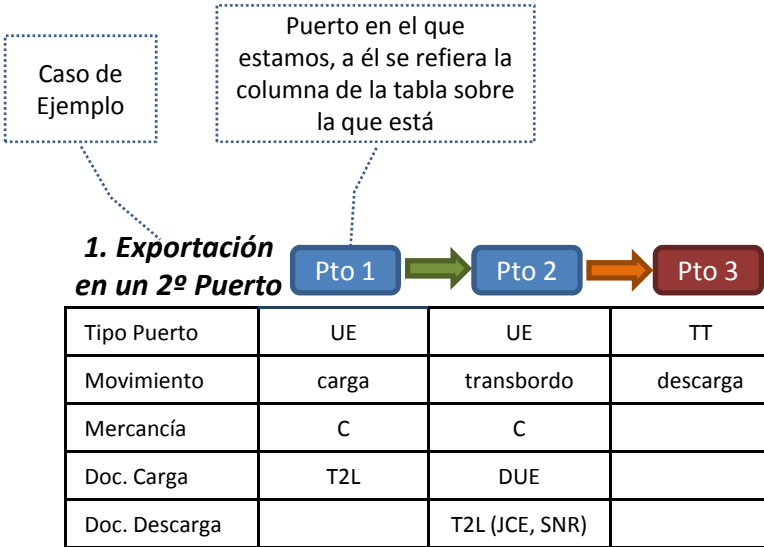 Caso de
Ejemplo
Puerto en el que
estamos, a él se refiera la
columna de la tabla sobre
la que está
1. Exportación
en un 2º Puerto
Pto 1
Pto 2
Pto 3
Tipo Puerto UE UE TT
Movimiento carga transbordo descarga
Mercancía C C
Doc. Carga T2L DUE
Doc. Descarga T2L (JCE, SNR)